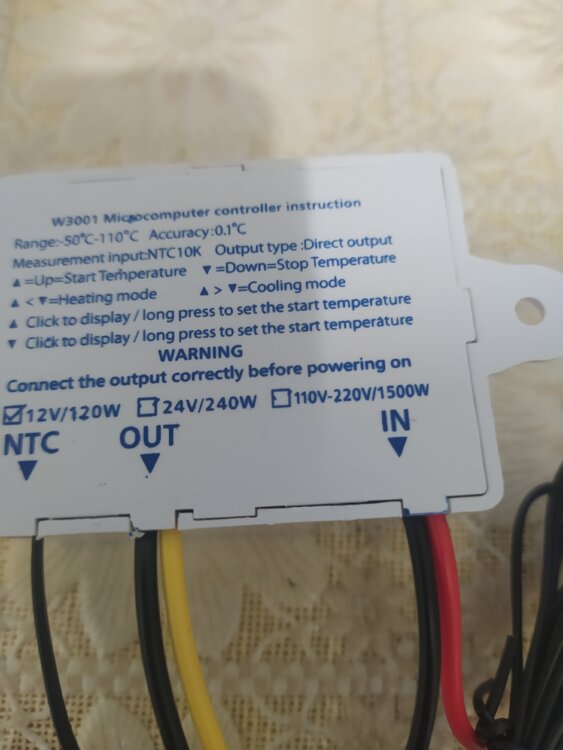 W3001 Microcomputer controller instruction
Range:-50°C-110°C Accuracy:0.1°C
Measurement input:NTC10K Output type :Direct output
▲=Up=Start Temperature ▼=Down=Stop Temperature
▲<▼=Heating mode ▲>▼=Cooling mode
▲ Click to display / long press to set the start temperature
▼ Click to display / long press to set the start temperature
WARNING
Connect the output correctly before powering on
☑12V/120W ☐24V/240W ☐110V-220V/1500W
NTC OUT IN
▼ ▼ ▼